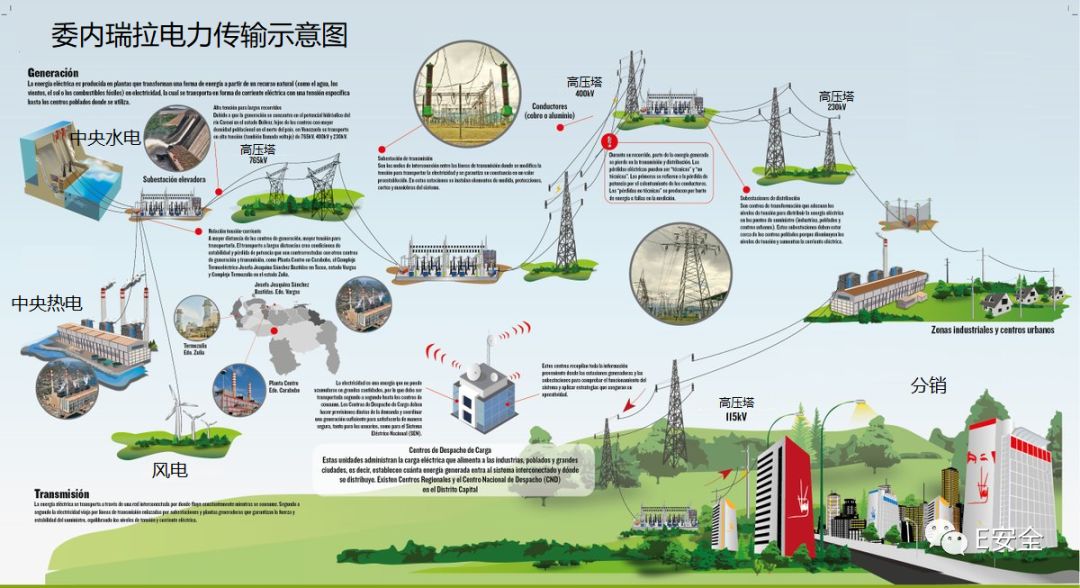 委内瑞拉电力传输示意图
Generación
La energía eléctrica es producida en plantas que transforman una forma de energía a partir de un recurso natural (como el agua, los
vientos, el sol o los combustibles fósiles) en electricidad, la cual se transporta en forma de corriente eléctrica con una tensión específica
hasta los centros poblados donde se utiliza.
中央水电
Alta tensión para largos recorridos
Debido a que la generación se concentra en el potencial hidráulico del
río Caroní en el estado Bolívar, lejos de los centros con mayor
densidad poblacional en el norte del país, en Venezuela se transporta
en alta tensión (también llamado voltaje) de 765kV, 400kV y 230kV
高压塔
765kV
Subestación elevadora
Conductores
(cobre o aluminio)
高压塔
400kV
高压塔
230kV
Subestación de transmisión
Son los nodos de interconexión entre las líneas de transmisión donde se modifica la
tensión para transportar la electricidad y se garantiza se constancia en un valor
preestablecido. En estas estaciones se instalan elementos de medida, protecciones,
cortes y maniobras del sistema.
Durante su recorrido, parte de la energía generada
se pierde en la transmisión y distribución. Las
pérdidas eléctricas pueden ser "técnicas" y "no
técnicas". Las primeras se refieren a la pérdida de
potencia por el calentamiento de los conductores.
Las "pérdidas no técnicas" se producen por hurto
de energía o fallas en la medición.
Subestaciones de distribución
Son centros de transformación que adecuan los
niveles de tensión para distribuir la energía eléctrica
en los puntos de suministro (industrias, poblados y
centros urbanos). Estas subestaciones deben estar
cerca de los centros poblados porque disminuyen los
niveles de tensión y aumentan la corriente eléctrica.
Relación tensión-corriente
A mayor distancia de los centros de generación, mayor tensión para
transportarla. El transporte a largas distancias crea condiciones de
estabilidad y pérdida de potencia que son contrarrestadas con otros centros
de generación y transmisión, como Planta Centro en Carabobo, el Complejo
Termoeléctrico Josefa Joaquina Sánchez Bastidas en Tacoa, estado Vargas
y Complejo Termozulia en el estado Zulia.
中央热电
Josefa Joaquina Sánchez
Bastidas. Edo. Vargas
Termozulia
Edo. Zulia
Planta Centro
Edo. Carabobo
Zonas industriales y centros urbanos
La electricidad es una energía que no puede
acumularse en grandes cantidades, por lo que debe ser
transportada segundo a segundo hasta los centros de
consumo. Los Centros de Despacho de Carga deben
hacer previsiones diarias de la demanda y coordinar
una generación suficiente para satisfacerla de manera
segura, tanto para los usuarios, como para el Sistema
Eléctrico Nacional (SEN).
Estos centros recopilan toda la información
proveniente desde las estaciones generadoras y las
subestaciones para comprobar el funcionamiento del
sistema y aplicar estrategias que aseguren su
operatividad.
高压塔
115kV
分销
风电
Centros de Despacho de Carga
Estas unidades administran la carga eléctrica que alimenta a las industrias, poblados y grandes
ciudades, es decir, establecen cuánta energía generada entra al sistema interconectado y dónde
se distribuye. Existen Centros Regionales y el Centro Nacional de Despacho (CND)
en el Distrito Capital
Transmisión
La energía eléctrica se transporta a través de una red interconectada por donde fluye constantemente mientras se consume. Segundo a
segundo la electricidad viaja por líneas de transmisión enlazadas por subestaciones y plantas generadoras que garantizan la fuerza y
estabilidad del suministro, equilibrando los niveles de tensión y corriente eléctrica.
E安全